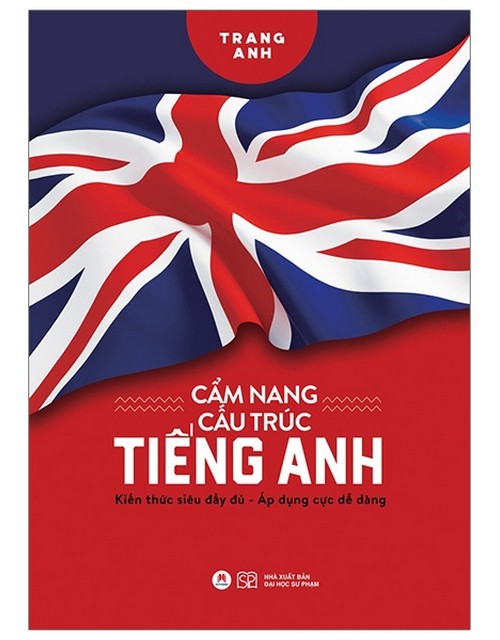 TRANG
ANH
CẨM NANG
CẤU TRÚC
TIẾNG ANH
Kiến thức siêu đầy đủ - Áp dụng cực dễ dàng
NHÀ XUẤT BẢN
ĐẠI HỌC SƯ PHẠM